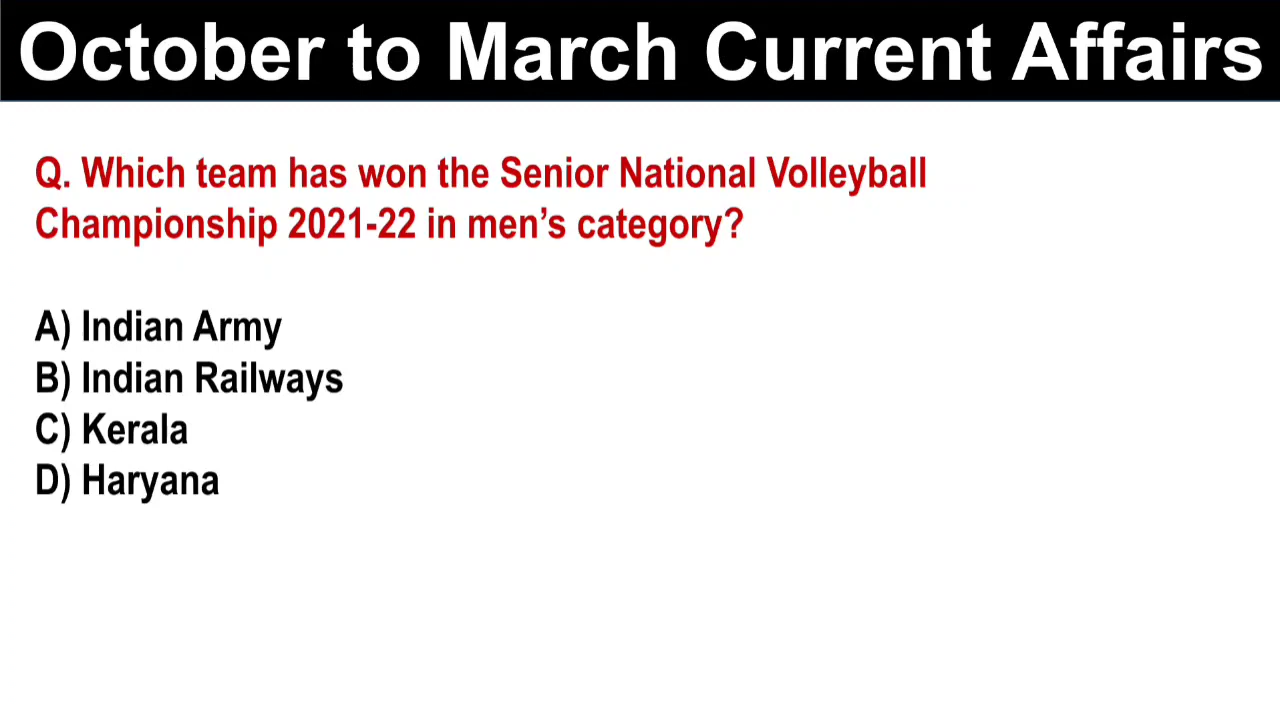 October to March Current Affairs
Q. Which team has won the Senior National Volleyball
Championship 2021-22 in men’s category?
A) Indian Army
B) Indian Railways
C) Kerala
D) Haryana